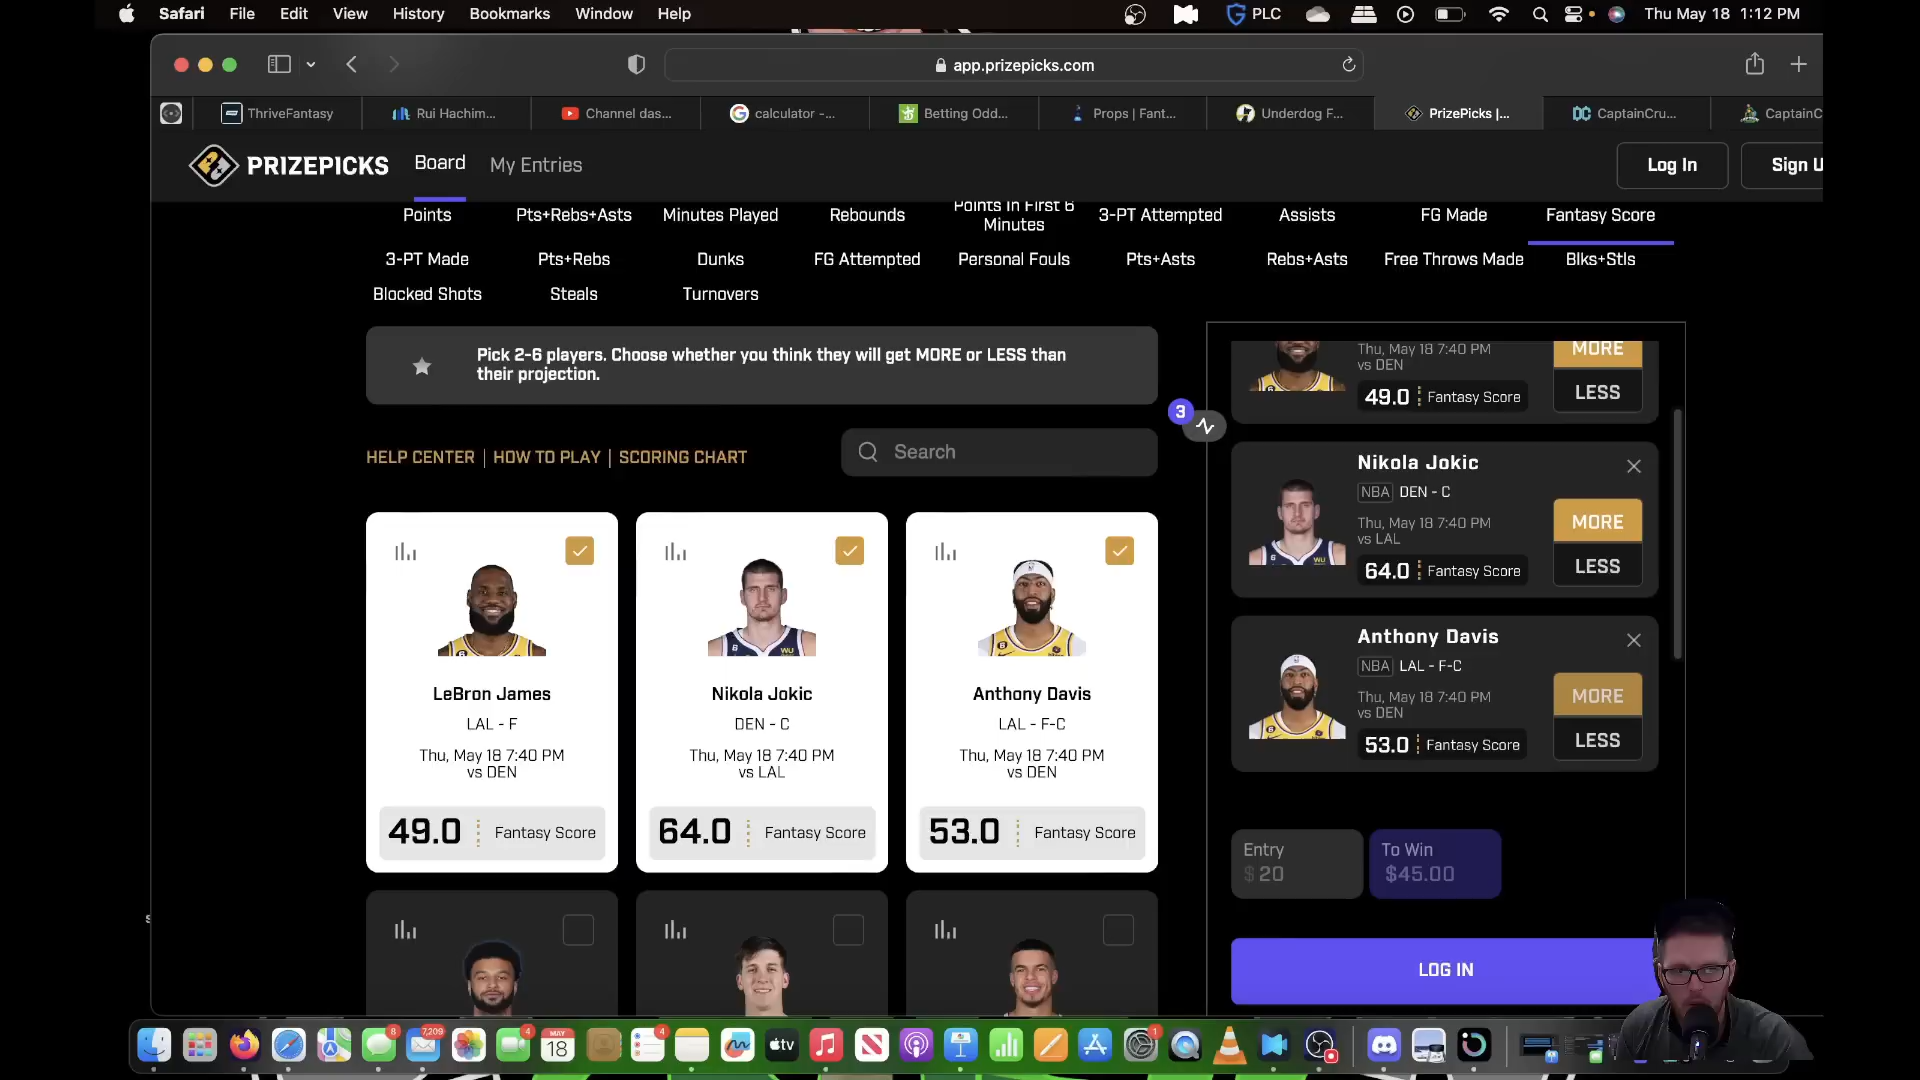 Safari File Edit View History Bookmarks Window Help
PLC
Thu May 18 1:12 PM
app.prizepicks.com
ThriveFantasy
Rui Hachim...
Channel das...
calculator -...
Betting Odd...
Props | Fant...
Underdog F...
PrizePicks |...
CaptainCru...
CaptainC
PRIZEPICKS
Board
My Entries
Log In
Sign U
Points
Pts+Rebs+Asts
Minutes Played
Rebounds
Points In First 6
Minutes
3-PT Attempted
Assists
FG Made
Fantasy Score
3-PT Made
Pts+Rebs
Dunks
FG Attempted
Personal Fouls
Pts+Asts
Rebs+Asts
Free Throws Made
Blks+Stls
Blocked Shots
Steals
Turnovers
Pick 2-6 players. Choose whether you think they will get MORE or LESS than
their projection.
HELP CENTER | HOW TO PLAY | SCORING CHART
Search
LeBron James
LAL - F
Thu, May 18 7:40 PM
vs DEN
49.0 Fantasy Score
Nikola Jokic
DEN - C
Thu, May 18 7:40 PM
vs LAL
64.0 Fantasy Score
Anthony Davis
LAL - F-C
Thu, May 18 7:40 PM
vs DEN
53.0 Fantasy Score
3
Thu, May 18 7:40 PM
vs DEN
49.0 Fantasy Score
MORE
LESS
Nikola Jokic
NBA DEN - C
Thu, May 18 7:40 PM
vs LAL
64.0 Fantasy Score
MORE
LESS
Anthony Davis
NBA LAL - F-C
Thu, May 18 7:40 PM
vs DEN
53.0 Fantasy Score
MORE
LESS
Entry
$ 20
To Win
$45.00
LOG IN
8
7,209
4
MAY
18
4
tv
1